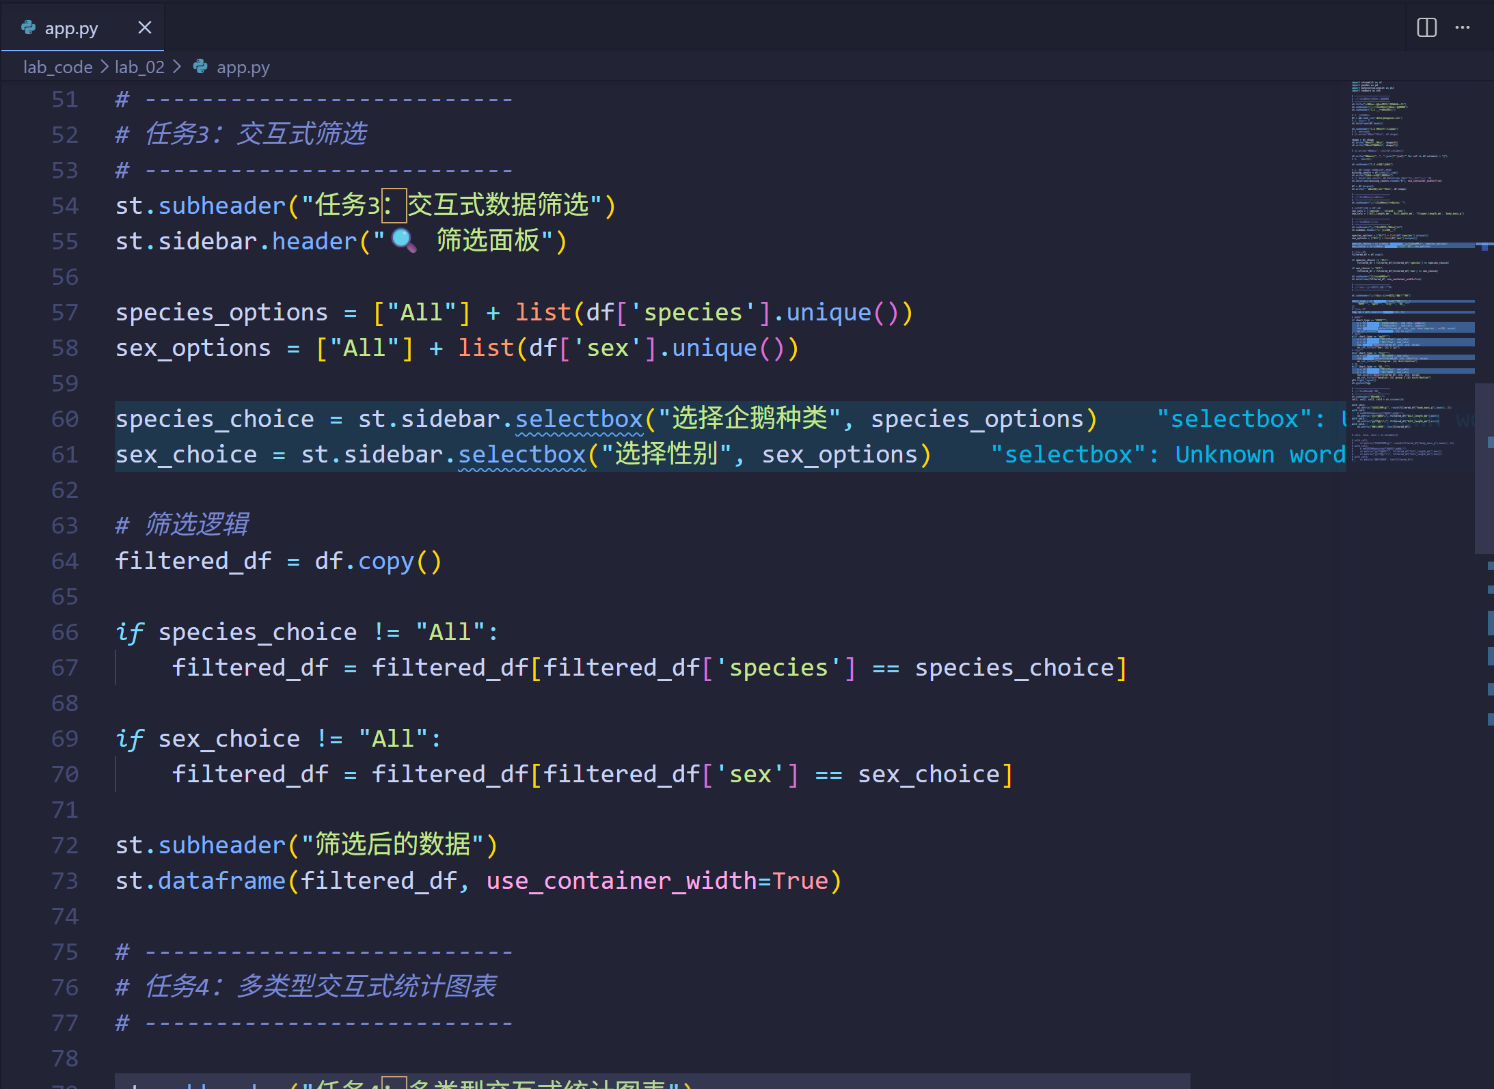 app.py
lab_code > lab_02 > app.py
51 # --------------------------
52 # 任务3：交互式筛选
53 # --------------------------
54 st.subheader("任务3：交互式数据筛选")
55 st.sidebar.header("🔍 筛选面板")
56
57 species_options = ["All"] + list(df['species'].unique())
58 sex_options = ["All"] + list(df['sex'].unique())
59
60 species_choice = st.sidebar.selectbox("选择企鹅种类", species_options) "selectbox":
61 sex_choice = st.sidebar.selectbox("选择性别", sex_options) "selectbox": Unknown word
62
63 # 筛选逻辑
64 filtered_df = df.copy()
65
66 if species_choice != "All":
67     filtered_df = filtered_df[filtered_df['species'] == species_choice]
68
69 if sex_choice != "All":
70     filtered_df = filtered_df[filtered_df['sex'] == sex_choice]
71
72 st.subheader("筛选后的数据")
73 st.dataframe(filtered_df, use_container_width=True)
74
75 # --------------------------
76 # 任务4：多类型交互式统计图表
77 # --------------------------
78